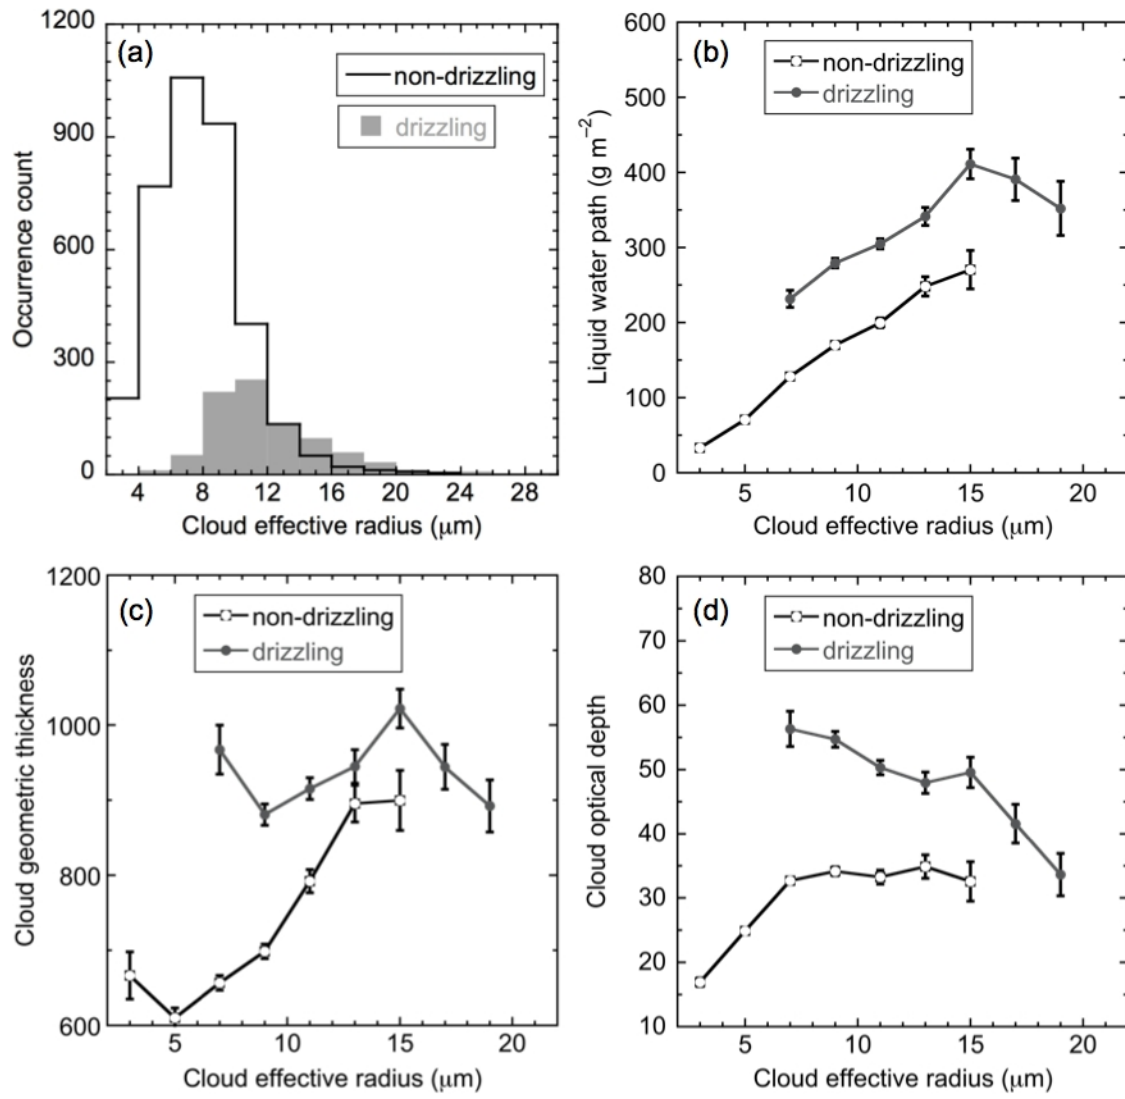 (a)
non-drizzling
drizzling
1200
900
600
300
0
Occurrence count
4 8 12 16 20 24 28
Cloud effective radius (μm)
(b)
non-drizzling
drizzling
600
500
400
300
200
100
0
Liquid water path (g m⁻²)
5 10 15 20
Cloud effective radius (μm)
(c)
non-drizzling
drizzling
1200
1000
800
600
Cloud geometric thickness
5 10 15 20
Cloud effective radius (μm)
(d)
non-drizzling
drizzling
80
70
60
50
40
30
20
10
Cloud optical depth
5 10 15 20
Cloud effective radius (μm)